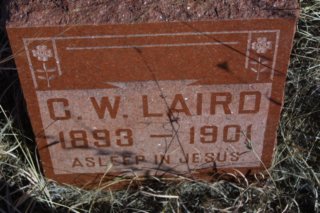 C. W. LAIRD
1893 – 1901
ASLEEP IN JESUS